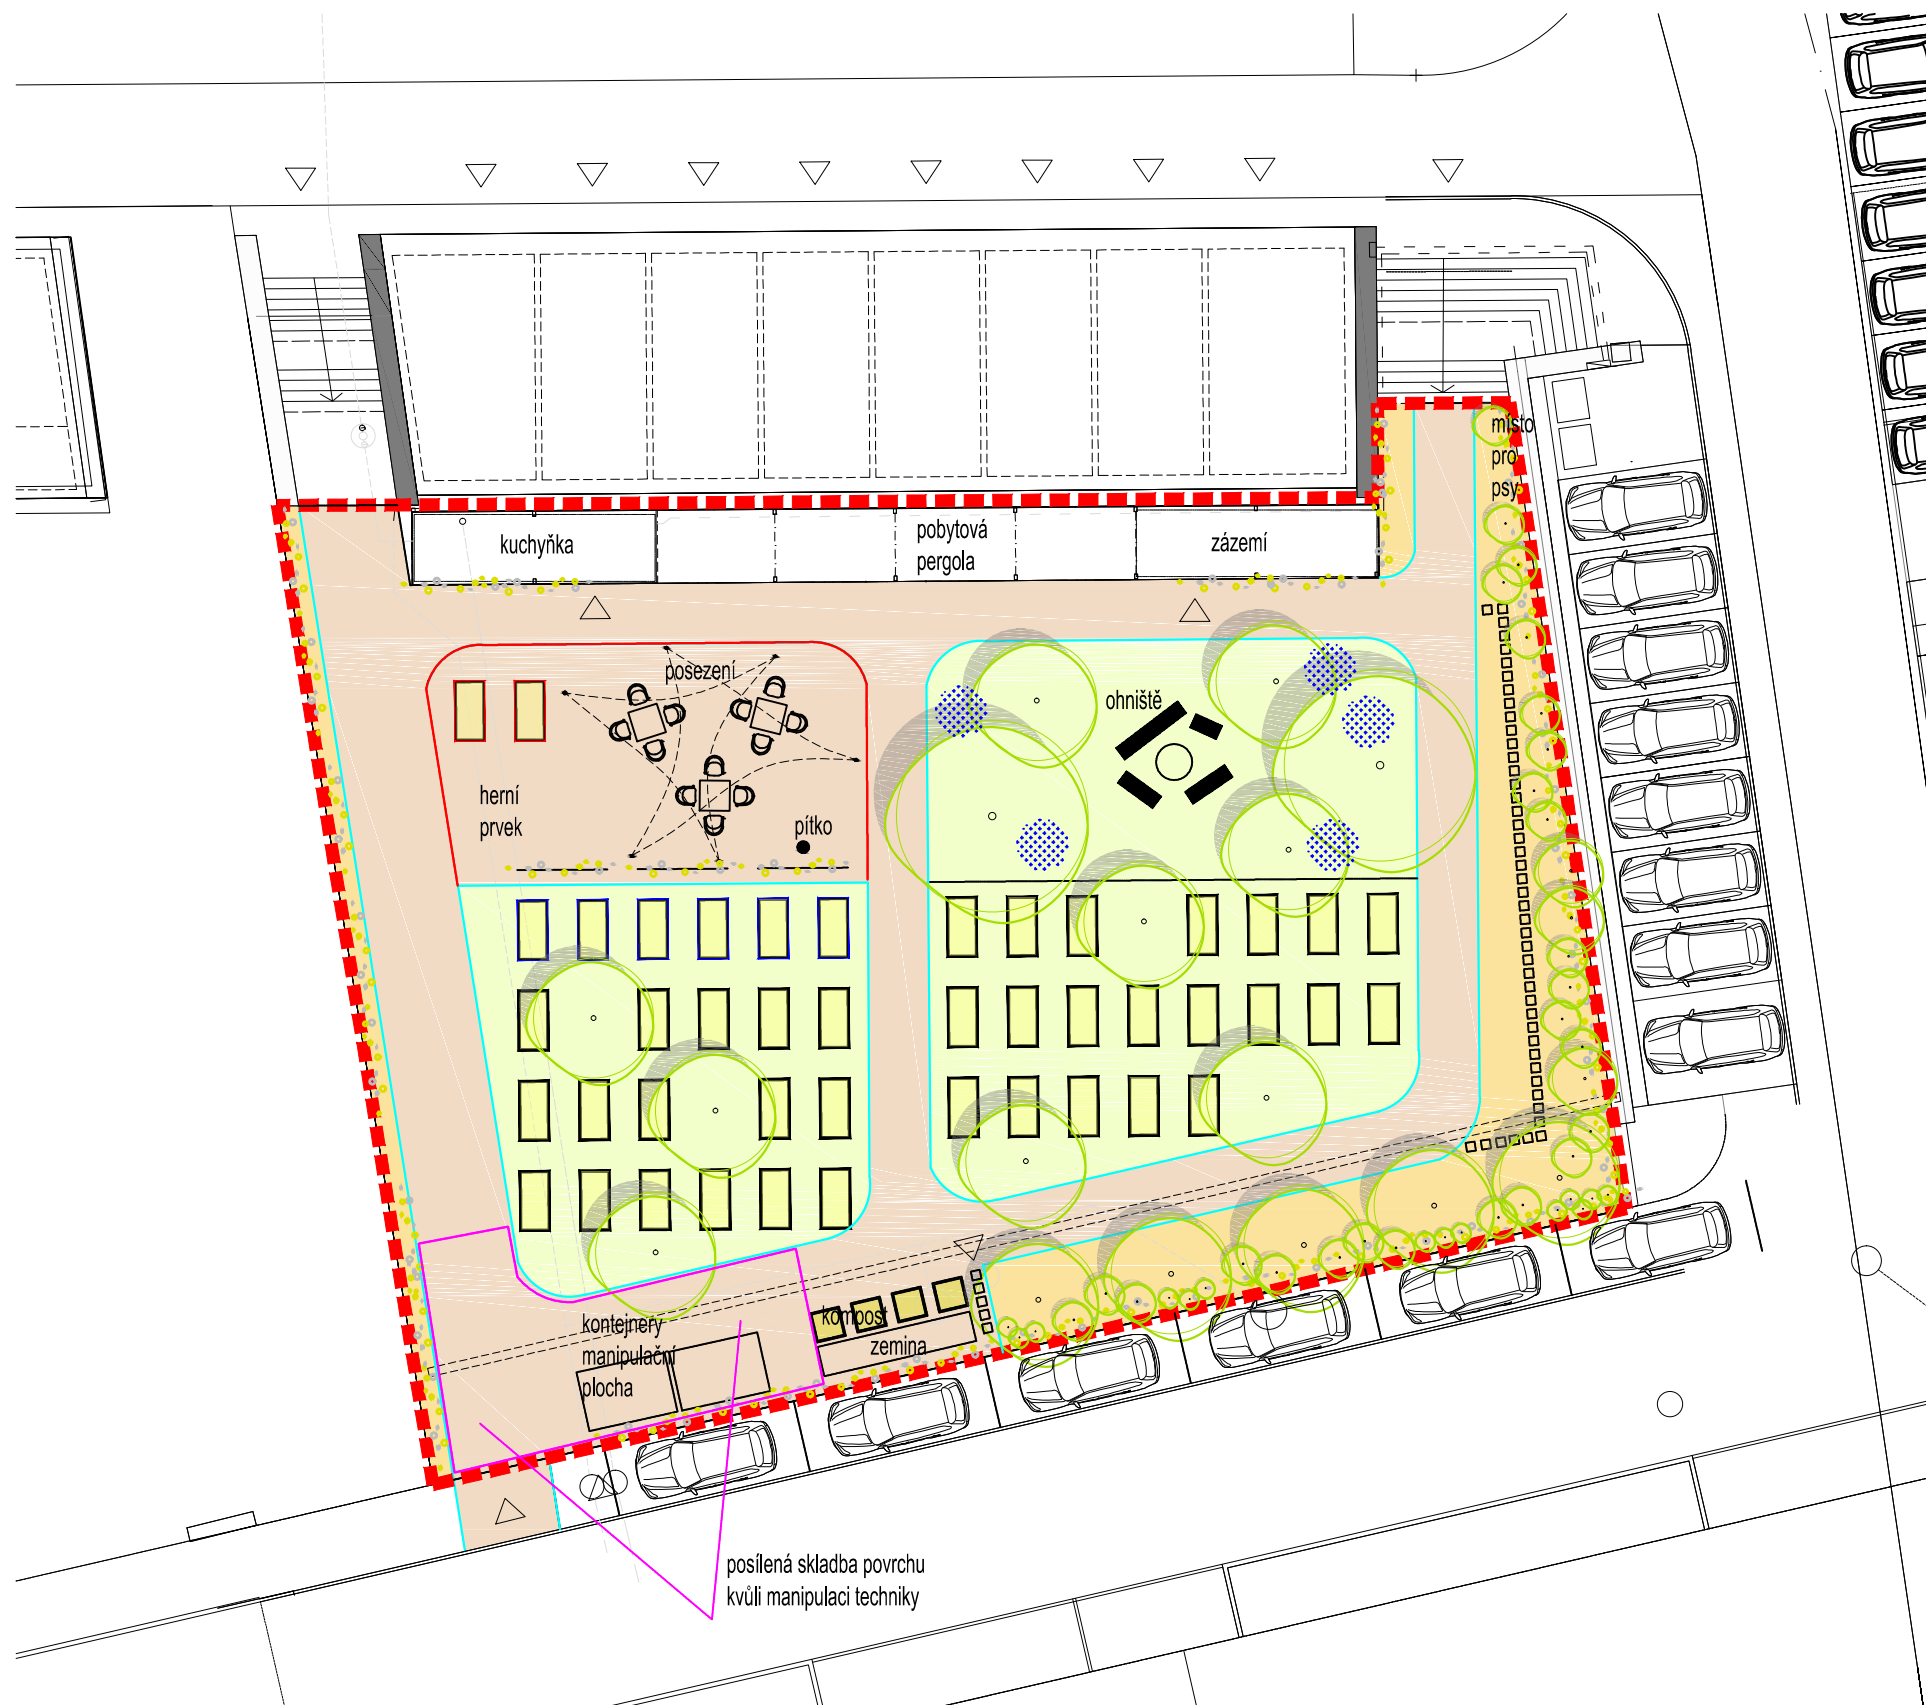 místo
pro
psy
kuchyňka
pobytová
pergola
zázemí
posezení
ohniště
herní
prvek
pítko
kompost
zemina
kontejnery
manipulační
plocha
posílená skladba povrchu
kvůli manipulaci techniky